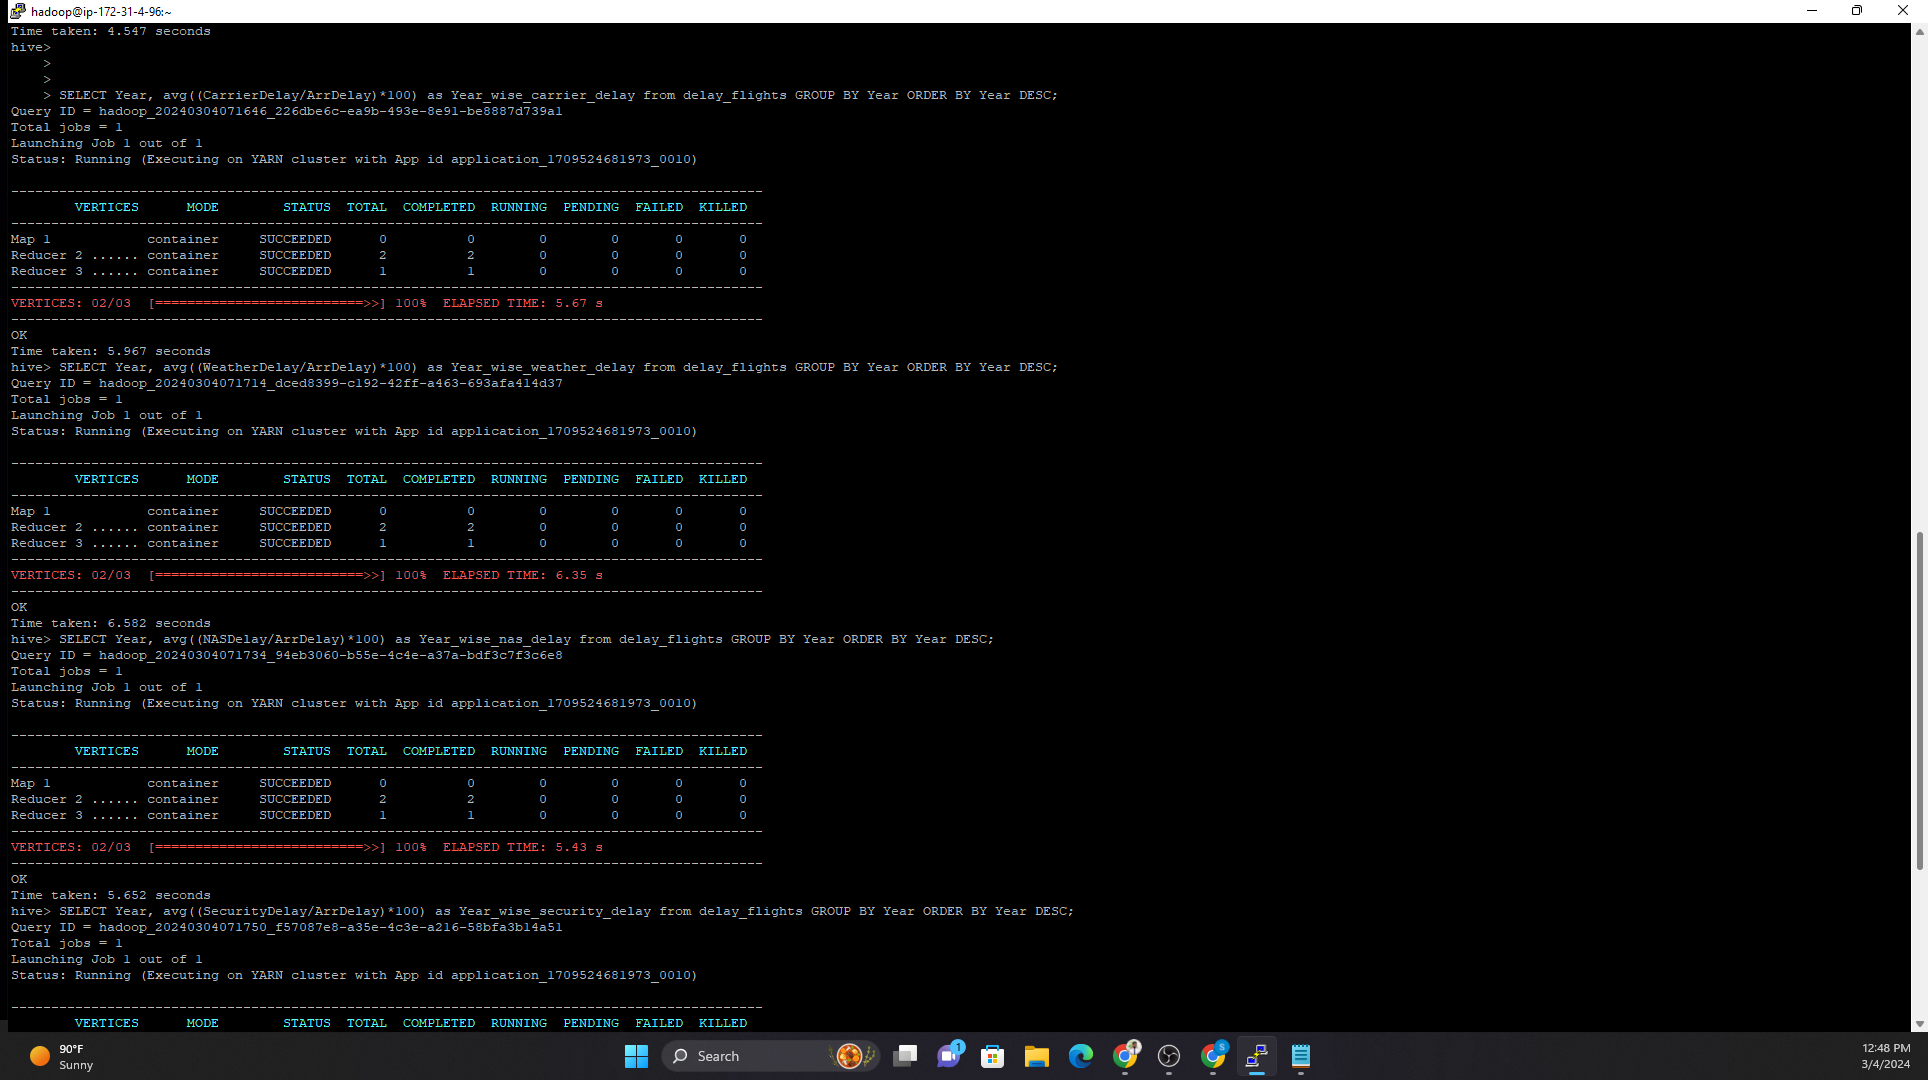 hadoop@ip-172-31-4-96:~
Time taken: 4.547 seconds
hive>
    >
    >
    > SELECT Year, avg((CarrierDelay/ArrDelay)*100) as Year_wise_carrier_delay from delay_flights GROUP BY Year ORDER BY Year DESC;
Query ID = hadoop_20240304071646_226dbe6c-ea9b-493e-8e91-be8887d739a1
Total jobs = 1
Launching Job 1 out of 1
Status: Running (Executing on YARN cluster with App id application_1709524681973_0010)
----------------------------------------------------------------------------------------------
        VERTICES      MODE        STATUS  TOTAL  COMPLETED  RUNNING  PENDING  FAILED  KILLED
----------------------------------------------------------------------------------------------
Map 1            container     SUCCEEDED      0          0        0        0       0       0
Reducer 2 ...... container     SUCCEEDED      2          2        0        0       0       0
Reducer 3 ...... container     SUCCEEDED      1          1        0        0       0       0
----------------------------------------------------------------------------------------------
VERTICES: 02/03  [==========================>>] 100%  ELAPSED TIME: 5.67 s
----------------------------------------------------------------------------------------------
OK
Time taken: 5.967 seconds
hive> SELECT Year, avg((WeatherDelay/ArrDelay)*100) as Year_wise_weather_delay from delay_flights GROUP BY Year ORDER BY Year DESC;
Query ID = hadoop_20240304071714_dced8399-c192-42ff-a463-693afa414d37
Total jobs = 1
Launching Job 1 out of 1
Status: Running (Executing on YARN cluster with App id application_1709524681973_0010)
----------------------------------------------------------------------------------------------
        VERTICES      MODE        STATUS  TOTAL  COMPLETED  RUNNING  PENDING  FAILED  KILLED
----------------------------------------------------------------------------------------------
Map 1            container     SUCCEEDED      0          0        0        0       0       0
Reducer 2 ...... container     SUCCEEDED      2          2        0        0       0       0
Reducer 3 ...... container     SUCCEEDED      1          1        0        0       0       0
----------------------------------------------------------------------------------------------
VERTICES: 02/03  [==========================>>] 100%  ELAPSED TIME: 6.35 s
----------------------------------------------------------------------------------------------
OK
Time taken: 6.582 seconds
hive> SELECT Year, avg((NASDelay/ArrDelay)*100) as Year_wise_nas_delay from delay_flights GROUP BY Year ORDER BY Year DESC;
Query ID = hadoop_20240304071734_94eb3060-b55e-4c4e-a37a-bdf3c7f3c6e8
Total jobs = 1
Launching Job 1 out of 1
Status: Running (Executing on YARN cluster with App id application_1709524681973_0010)
----------------------------------------------------------------------------------------------
        VERTICES      MODE        STATUS  TOTAL  COMPLETED  RUNNING  PENDING  FAILED  KILLED
----------------------------------------------------------------------------------------------
Map 1            container     SUCCEEDED      0          0        0        0       0       0
Reducer 2 ...... container     SUCCEEDED      2          2        0        0       0       0
Reducer 3 ...... container     SUCCEEDED      1          1        0        0       0       0
----------------------------------------------------------------------------------------------
VERTICES: 02/03  [==========================>>] 100%  ELAPSED TIME: 5.43 s
----------------------------------------------------------------------------------------------
OK
Time taken: 5.652 seconds
hive> SELECT Year, avg((SecurityDelay/ArrDelay)*100) as Year_wise_security_delay from delay_flights GROUP BY Year ORDER BY Year DESC;
Query ID = hadoop_20240304071750_f57087e8-a35e-4c3e-a216-58bfa3b14a51
Total jobs = 1
Launching Job 1 out of 1
Status: Running (Executing on YARN cluster with App id application_1709524681973_0010)
----------------------------------------------------------------------------------------------
        VERTICES      MODE        STATUS  TOTAL  COMPLETED  RUNNING  PENDING  FAILED  KILLED
90°F
Sunny
Search
1
S
12:48 PM
3/4/2024